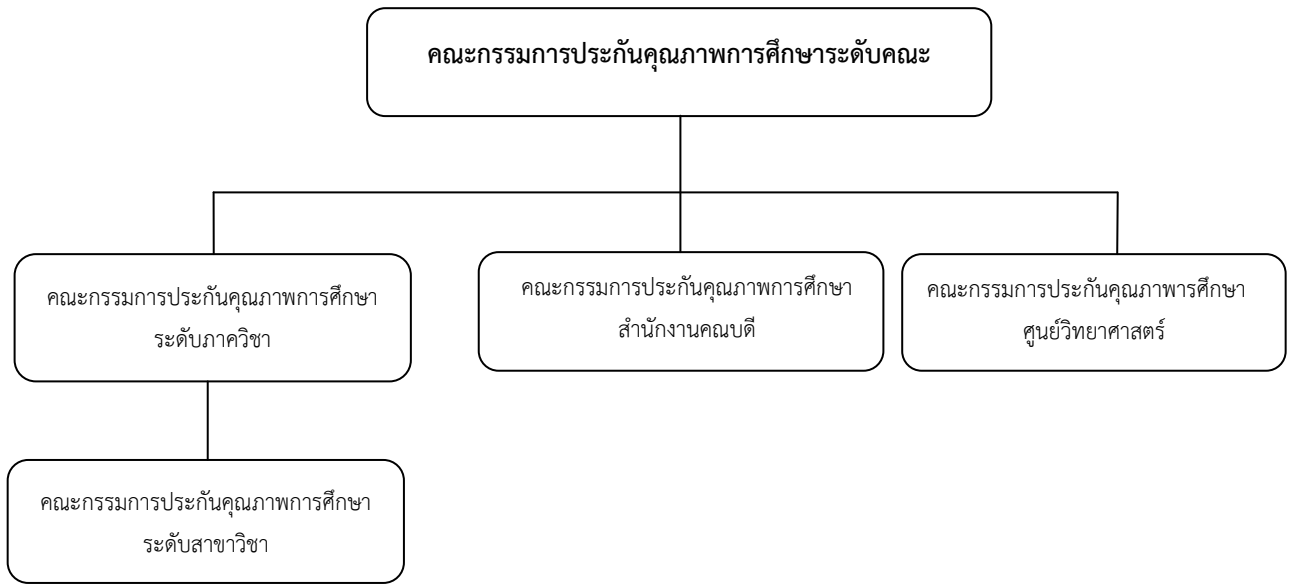 คณะกรรมการประกันคุณภาพการศึกษาระดับคณะ
คณะกรรมการประกันคุณภาพการศึกษา
ระดับภาควิชา
คณะกรรมการประกันคุณภาพการศึกษา
สำนักงานคณบดี
คณะกรรมการประกันคุณภาพารศึกษา
ศูนย์วิทยาศาสตร์
คณะกรรมการประกันคุณภาพการศึกษา
ระดับสาขาวิชา